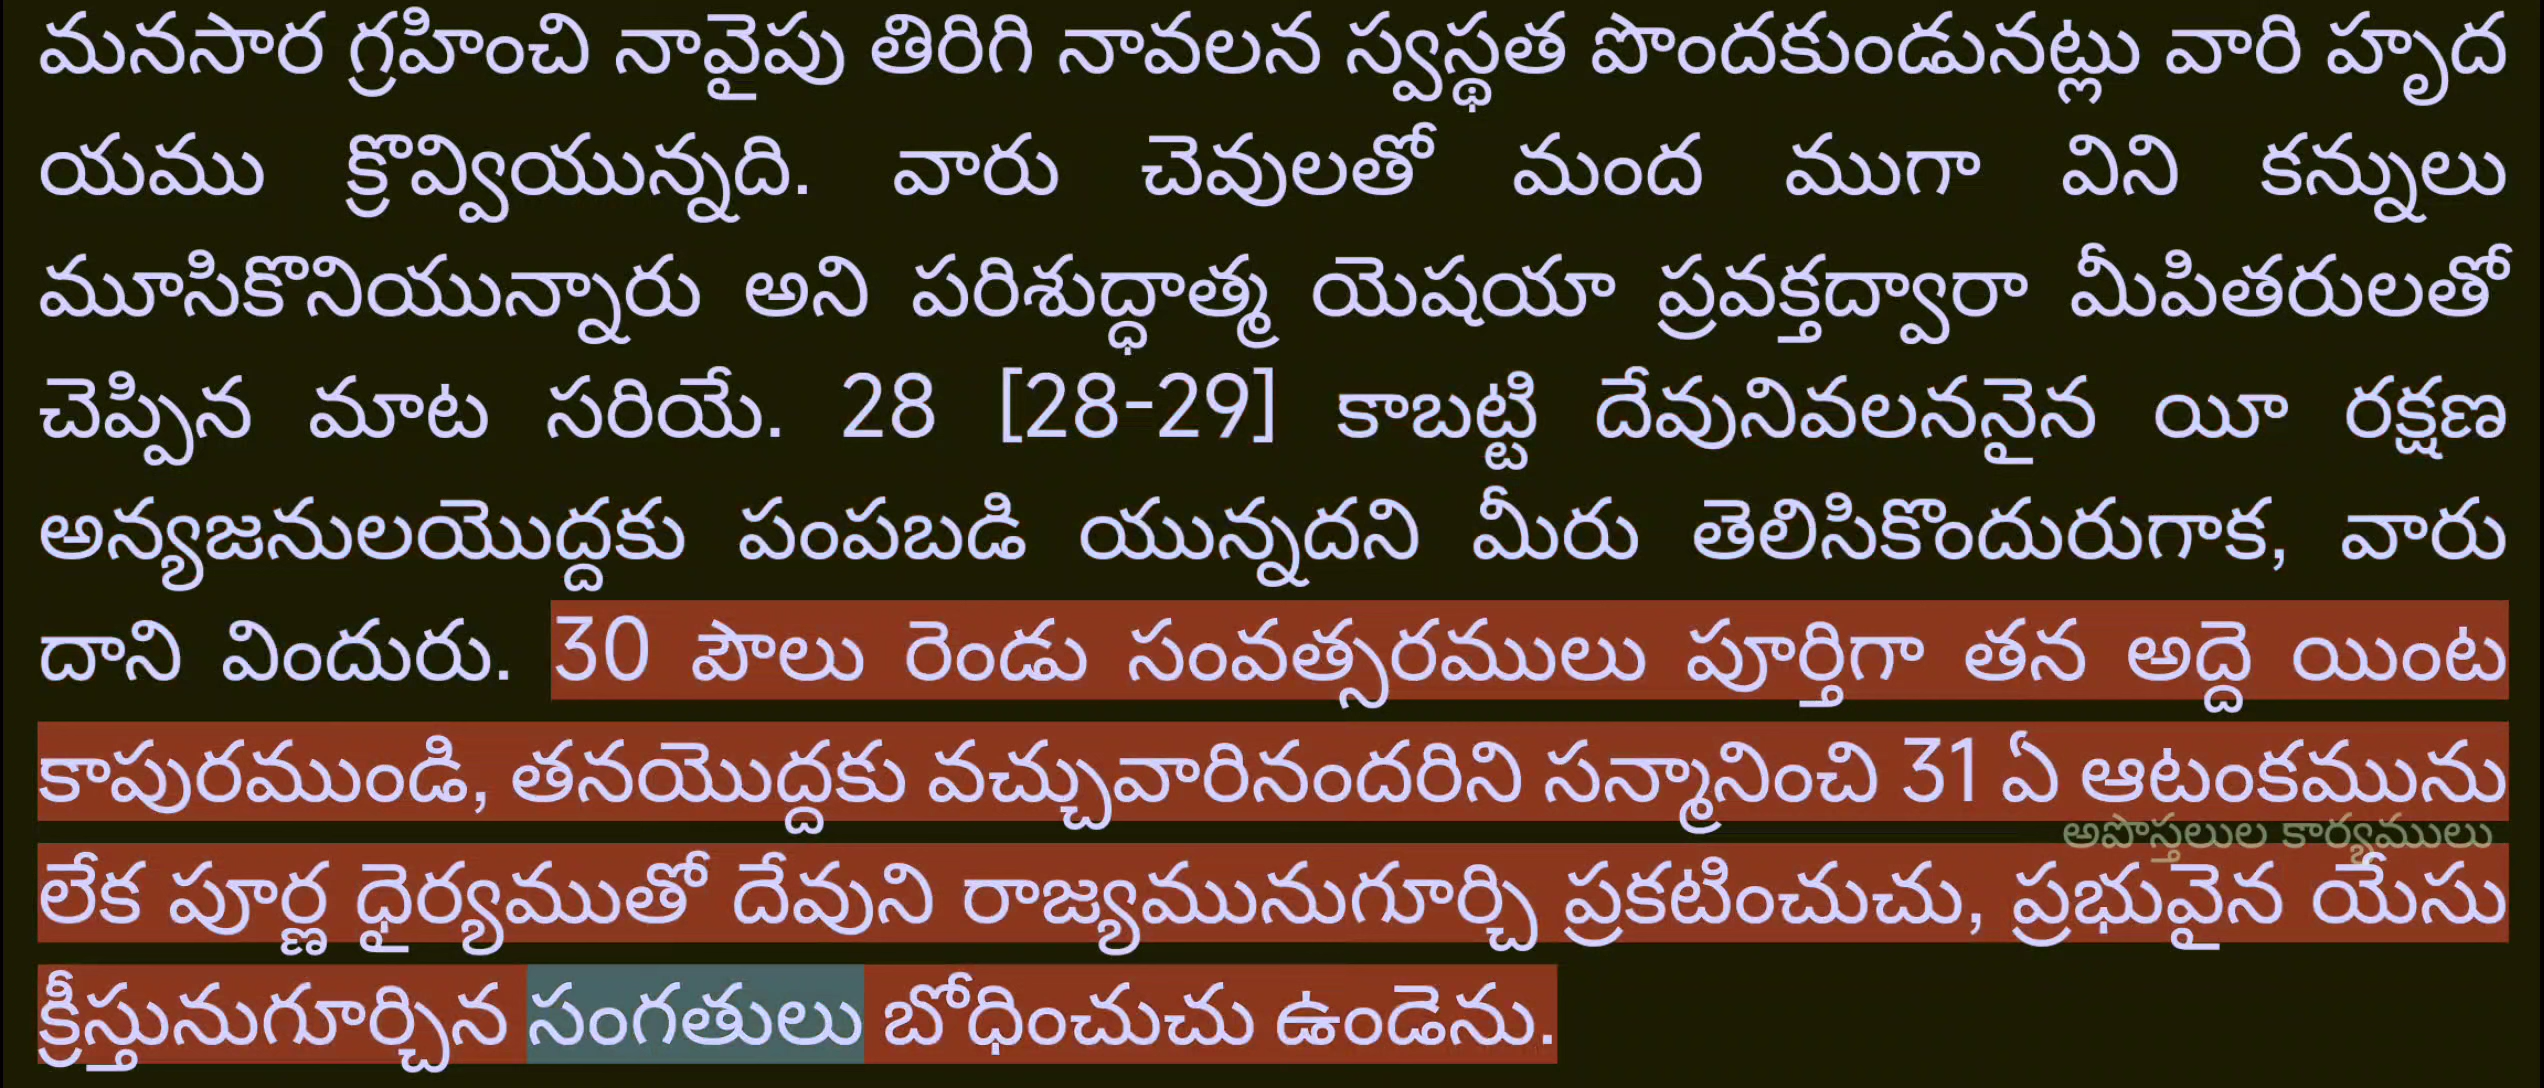 మనసార గ్రహించి నావైపు తిరిగి నావలన స్వస్థత పొందకుండునట్లు వారి హృద
యము క్రొవ్వియున్నది. వారు చెవులతో మంద ముగా విని కన్నులు
మూసికొనియున్నారు అని పరిశుద్ధాత్మ యెషయా ప్రవక్తద్వారా మీపితరులతో
చెప్పిన మాట సరియే. 28 [28-29] కాబట్టి దేవునివలననైన యీ రక్షణ
అన్యజనులయొద్దకు పంపబడి యున్నదని మీరు తెలిసికొందురుగాక, వారు
దాని విందురు. 30 పౌలు రెండు సంవత్సరములు పూర్తిగా తన అద్దె యింట
కాపురముండి, తనయొద్దకు వచ్చువారినందరిని సన్మానించి 31 ఏ ఆటంకమును
అపొస్తలుల కార్యములు
లేక పూర్ణ ధైర్యముతో దేవుని రాజ్యమునుగూర్చి ప్రకటించుచు, ప్రభువైన యేసు
క్రీస్తునుగూర్చిన సంగతులు బోధించుచు ఉండెను.